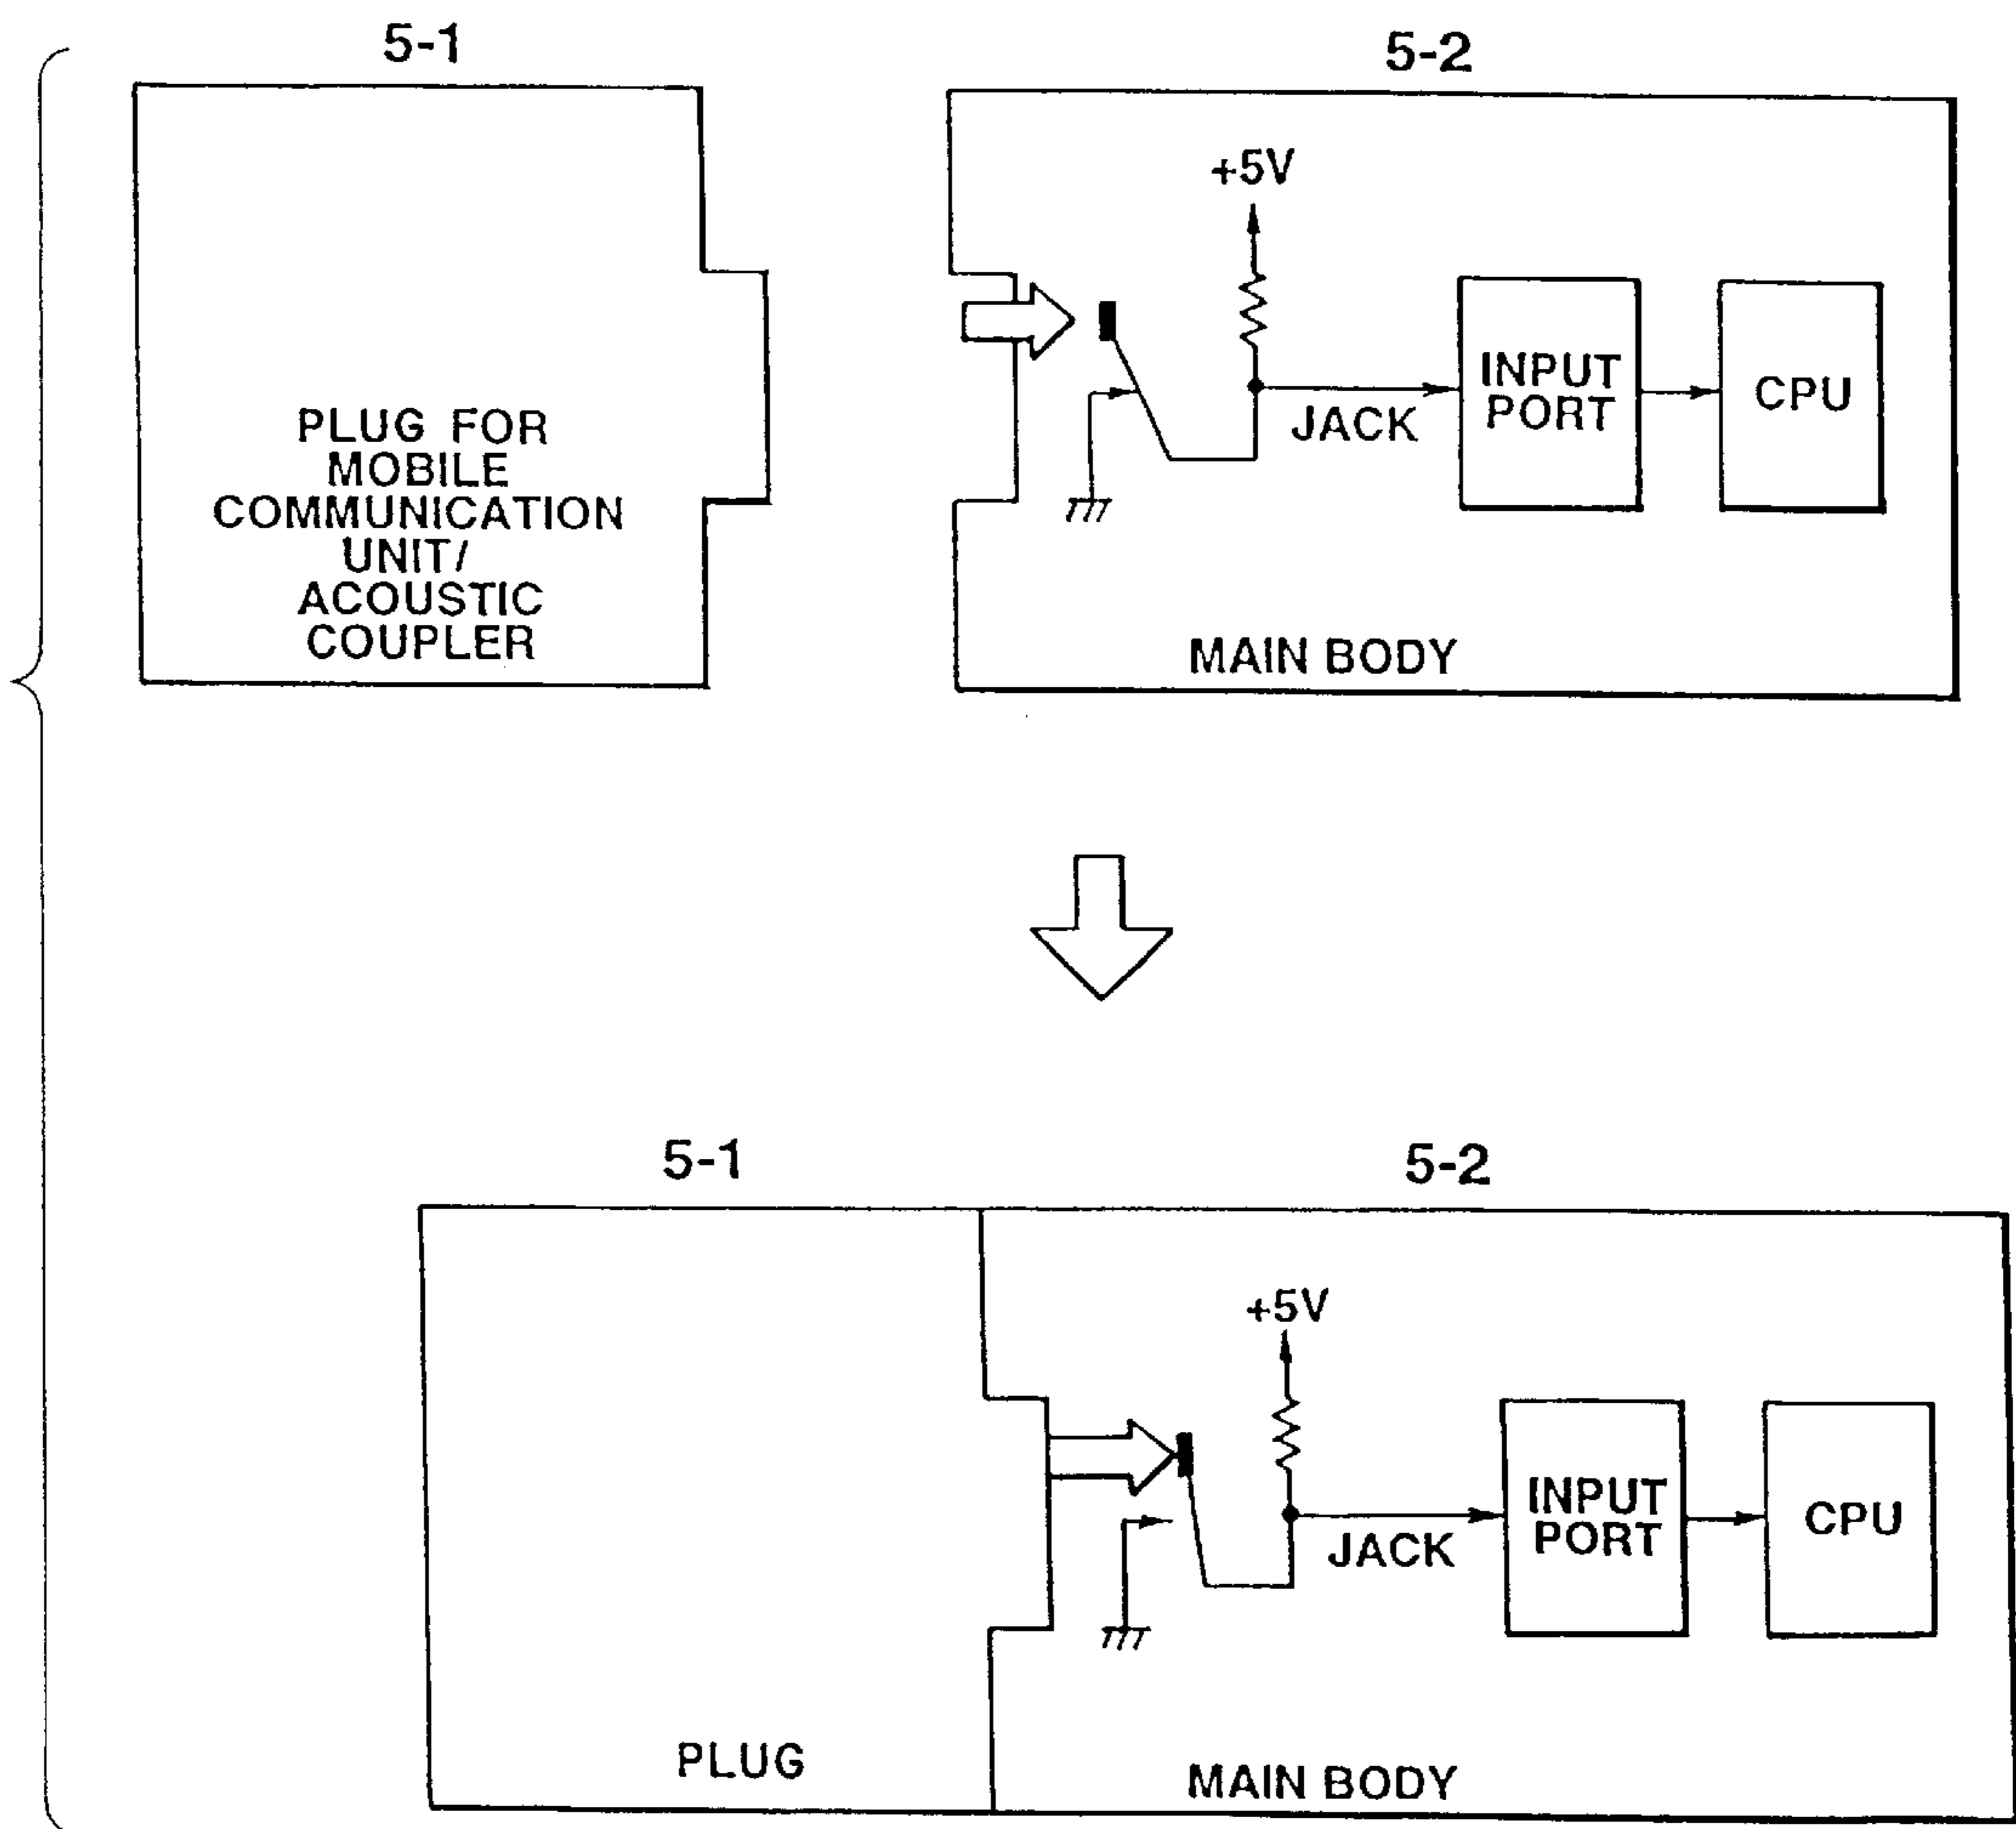 5-1
5-2
+5V
PLUG FOR
MOBILE
COMMUNICATION
UNIT/
ACOUSTIC
COUPLER
JACK
INPUT
PORT
CPU
MAIN BODY
5-1
5-2
+5V
JACK
INPUT
PORT
CPU
PLUG
MAIN BODY